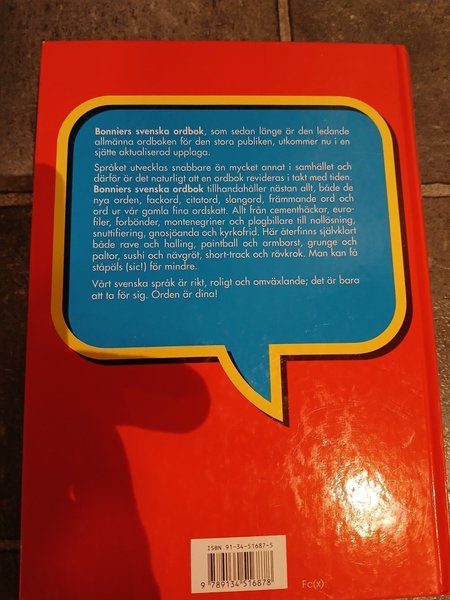 Bonniers svenska ordbok, som sedan länge är den ledande
allmänna ordboken för den stora publiken, utkommer nu i en
sjätte aktualiserad upplaga.
Språket utvecklas snabbare än mycket annat i samhället och
därför är det naturligt att en ordbok revideras i takt med tiden.
Bonniers svenska ordbok tillhandahåller nästan allt, både de
nya orden, fackord, citatord, slangord, främmande ord och
ord ur vår gamla fina ordskatt. Allt från cementhäckar, euro-
filer, förbönder, montenegriner och plogbillare till nollösning,
snuttifiering, gnosjöanda och kyrkofrid. Här återfinns självklart
både rave och halling, paintball och armborst, grunge och
paltor, sushi och nävgröt, short-track och rävkrok. Man kan få
ståpäls (sic!) för mindre.
Vårt svenska språk är rikt, roligt och omväxlande; det är bara
att ta för sig. Orden är dina!
ISBN 91-34-51687-5
9 789134 516878
Fc(x)